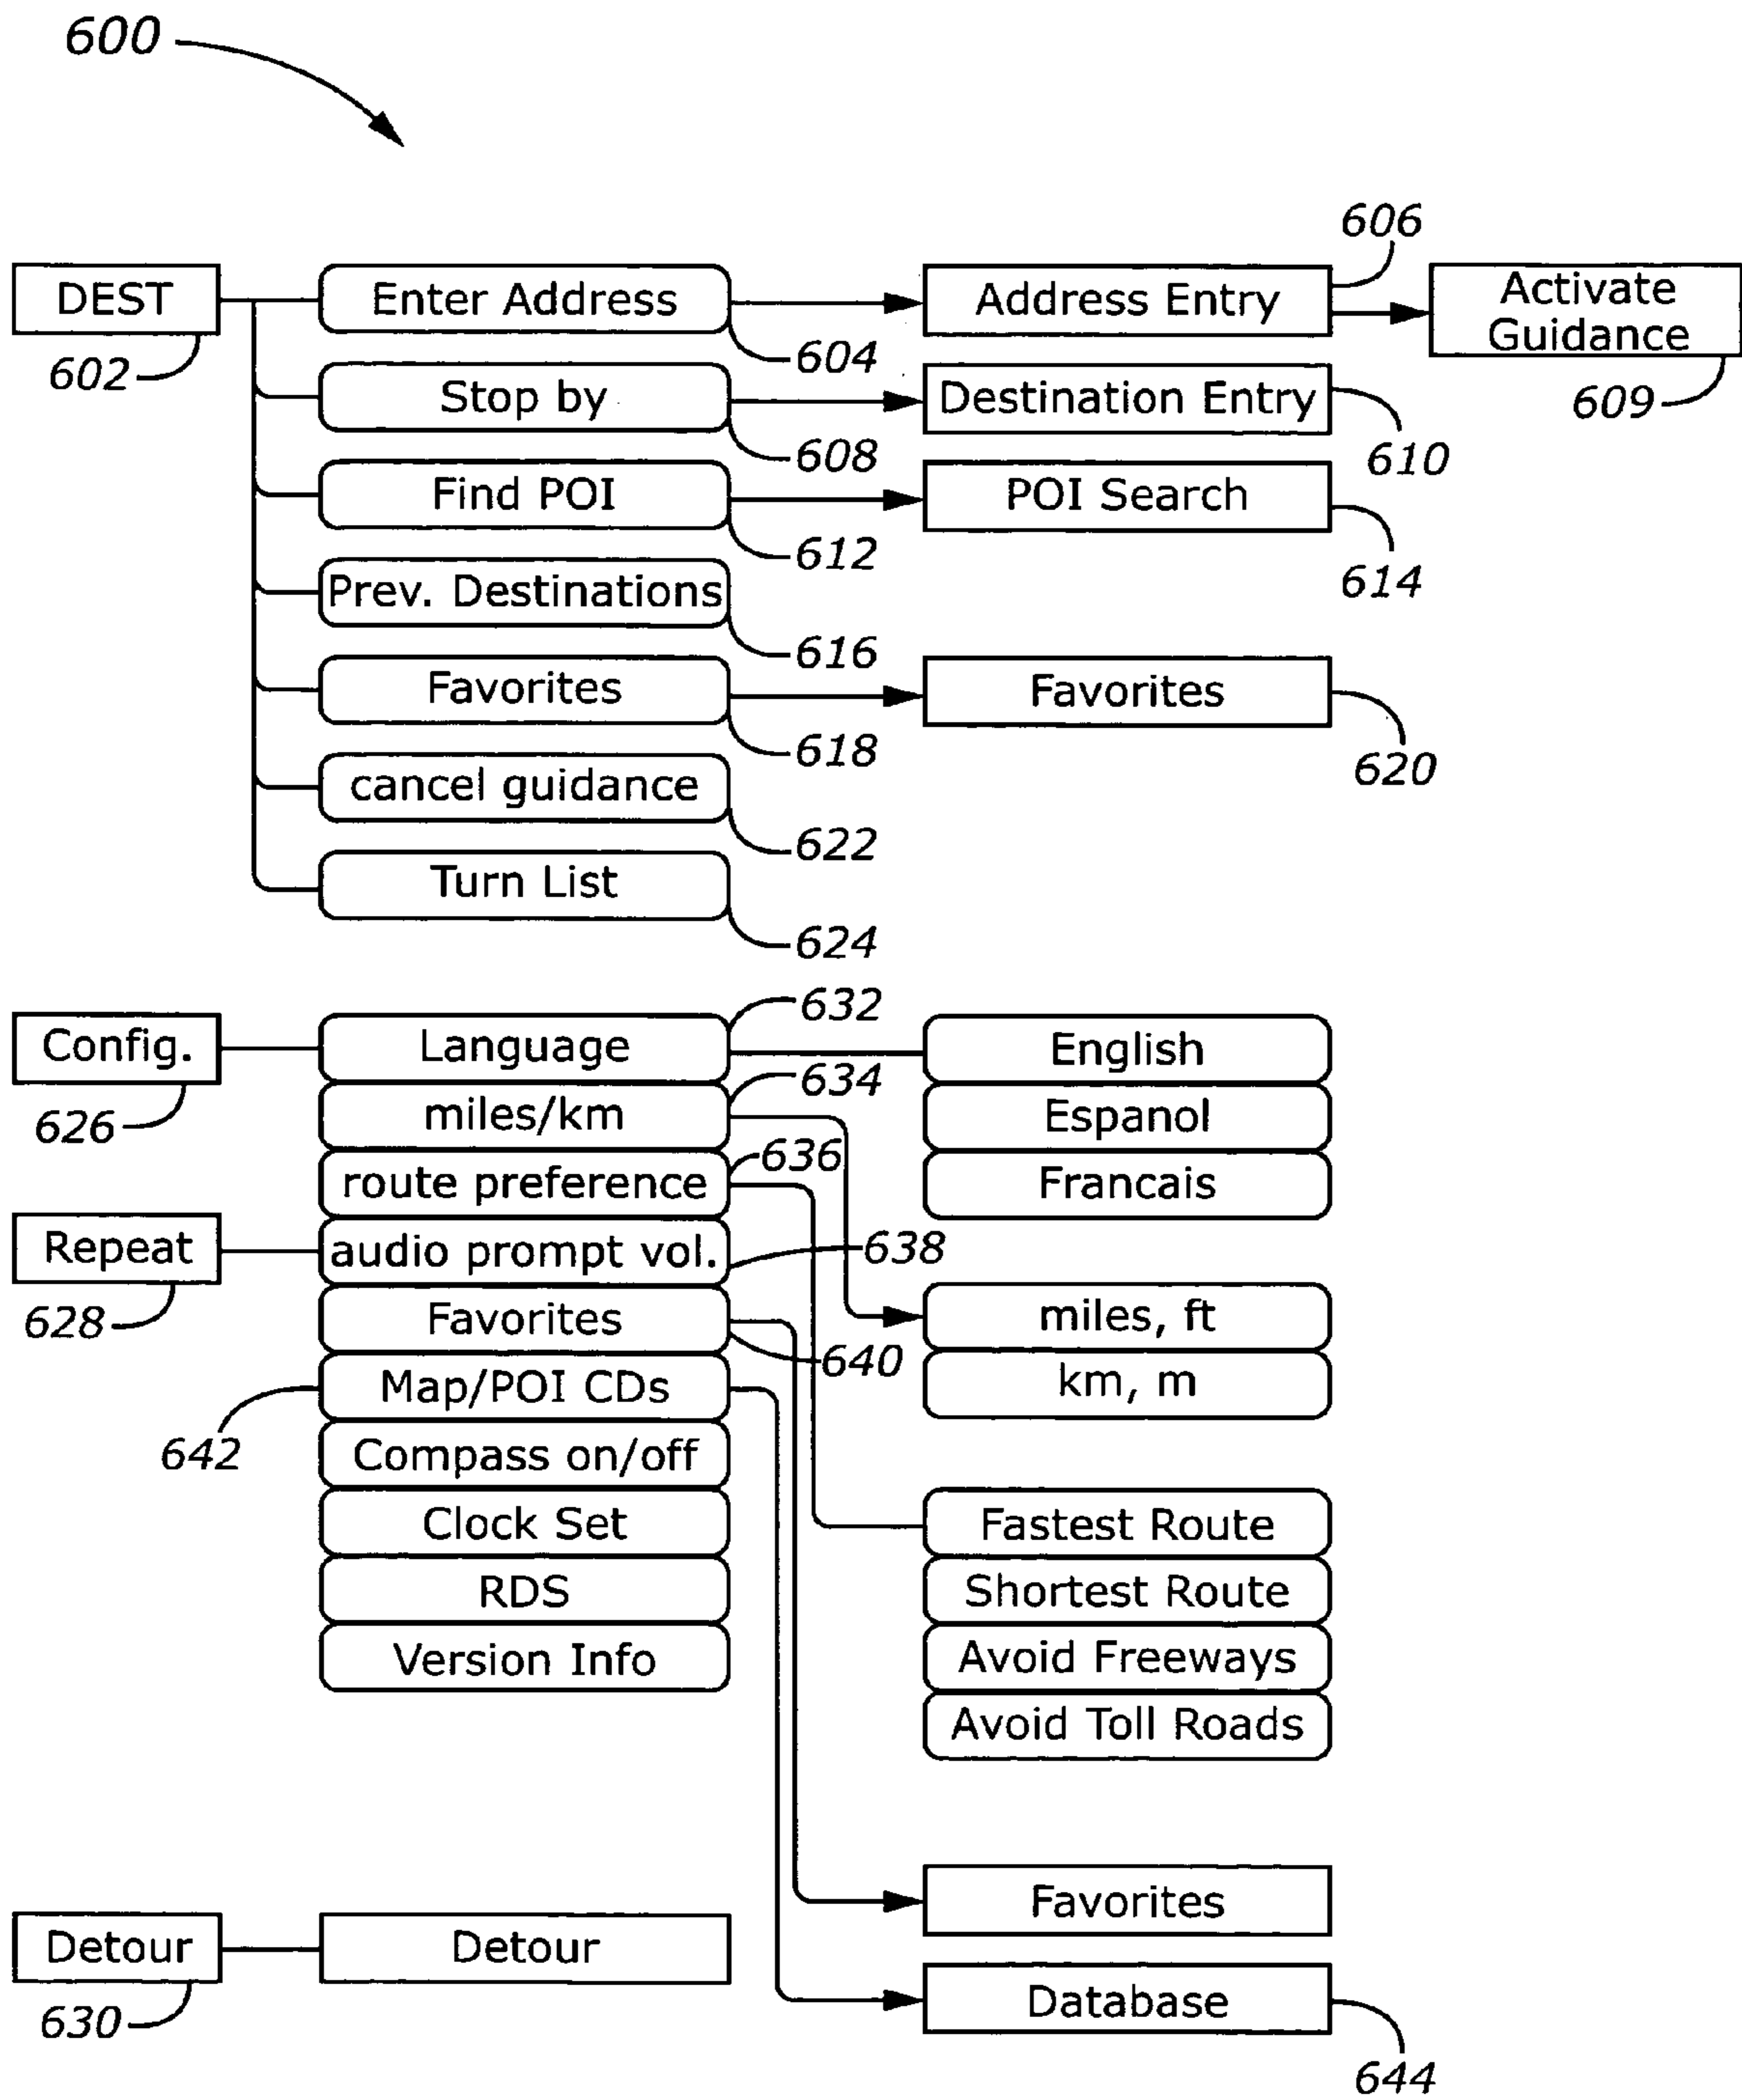 600
606
DEST
Enter Address
Address Entry
Activate
Guidance
602
604
609
Stop by
Destination Entry
608
610
Find POI
POI Search
612
614
Prev. Destinations
616
Favorites
Favorites
618
620
cancel guidance
622
Turn List
624
632
Config.
Language
English
634
626
miles/km
Espanol
636
route preference
Francais
Repeat
audio prompt vol.
638
628
Favorites
miles, ft
640
Map/POI CDs
km, m
642
Compass on/off
Clock Set
Fastest Route
RDS
Shortest Route
Version Info
Avoid Freeways
Avoid Toll Roads
Favorites
Detour
Detour
Database
630
644